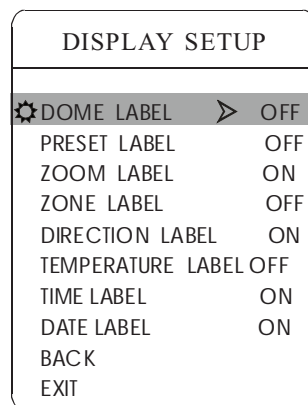 DISPLAY SETUP
DOME LABEL OFF
PRESET LABEL OFF
ZOOM LABEL ON
ZONE LABEL OFF
DIRECTION LABEL ON
TEMPERATURE LABEL OFF
TIME LABEL ON
DATE LABEL ON
BACK
EXIT